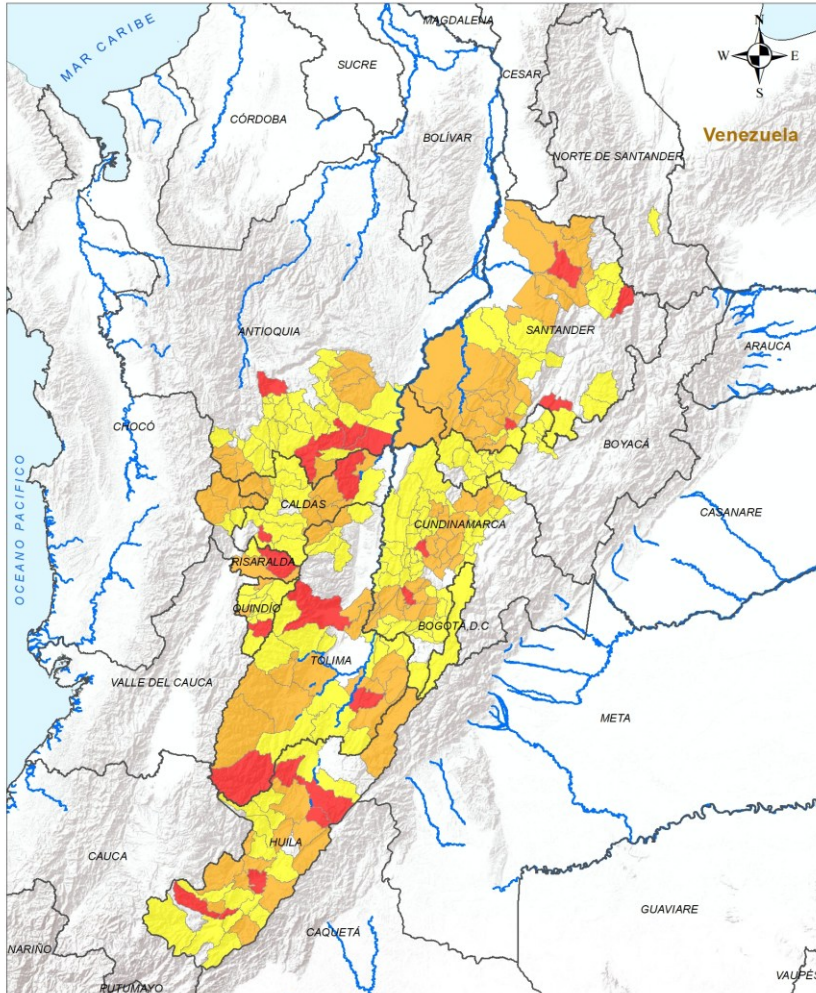 MAGDALENA
N
MAR CARIBE
W
E
SUCRE
CESAR
S
CÓRDOBA
BOLÍVAR
Venezuela
NORTE DE SANTANDER
ANTIOQUIA
SANTANDER
ARAUCA
CHOCÓ
BOYACÁ
OCEANO PACIFICO
CALDAS
CUNDINAMARCA
CASANARE
RISARALDA
QUINDÍO
BOGOTÁ,D.C
TOLIMA
VALLE DEL CAUCA
META
HUILA
CAUCA
GUAVIARE
CAQUETÁ
NARIÑO
VAUPÉS
PUTUMAYO